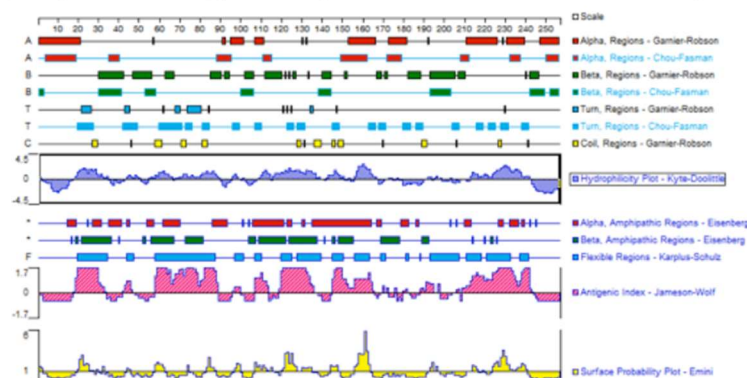 10 20 30 40 50 60 70 80 90 100 110 120 130 140 150 160 170 180 190 200 210 220 230 240 250
Scale
A Alpha, Regions - Garnier-Robson
A Alpha, Regions - Chou-Fasman
B Beta, Regions - Garnier-Robson
B Beta, Regions - Chou-Fasman
T Turn, Regions - Garnier-Robson
T Turn, Regions - Chou-Fasman
C Coil, Regions - Garnier-Robson
4.5
0 Hydrophilicity Plot - Kyte-Doolittle
-4.5
* Alpha, Amphipathic Regions - Eisenberg
* Beta, Amphipathic Regions - Eisenberg
F Flexible Regions - Karplus-Schulz
1.7
0 Antigenic Index - Jameson-Wolf
-1.7
6
1 Surface Probability Plot - Emini